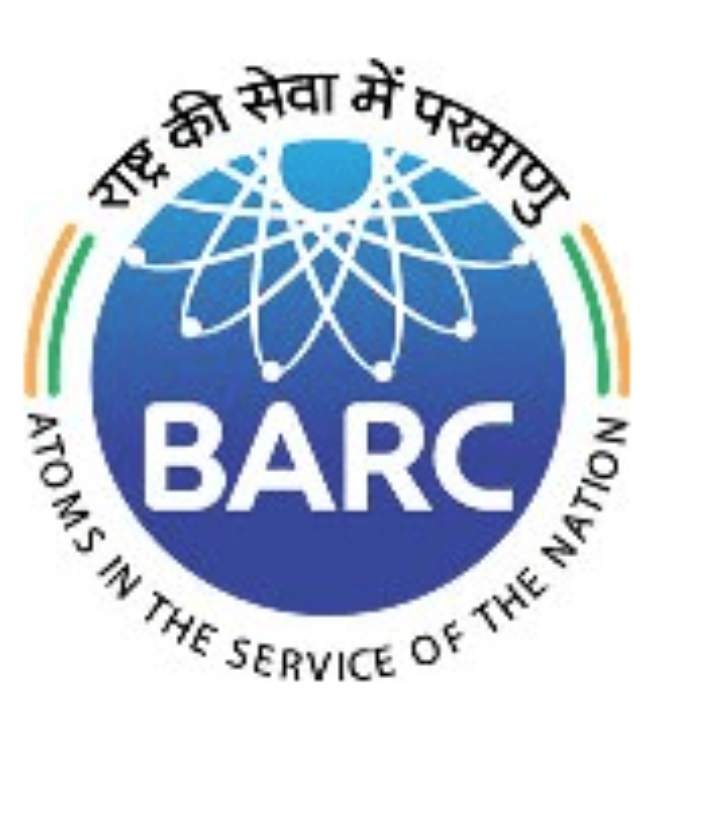 राष्ट्र की सेवा में परमाणु
BARC
ATOMS IN THE SERVICE OF THE NATION